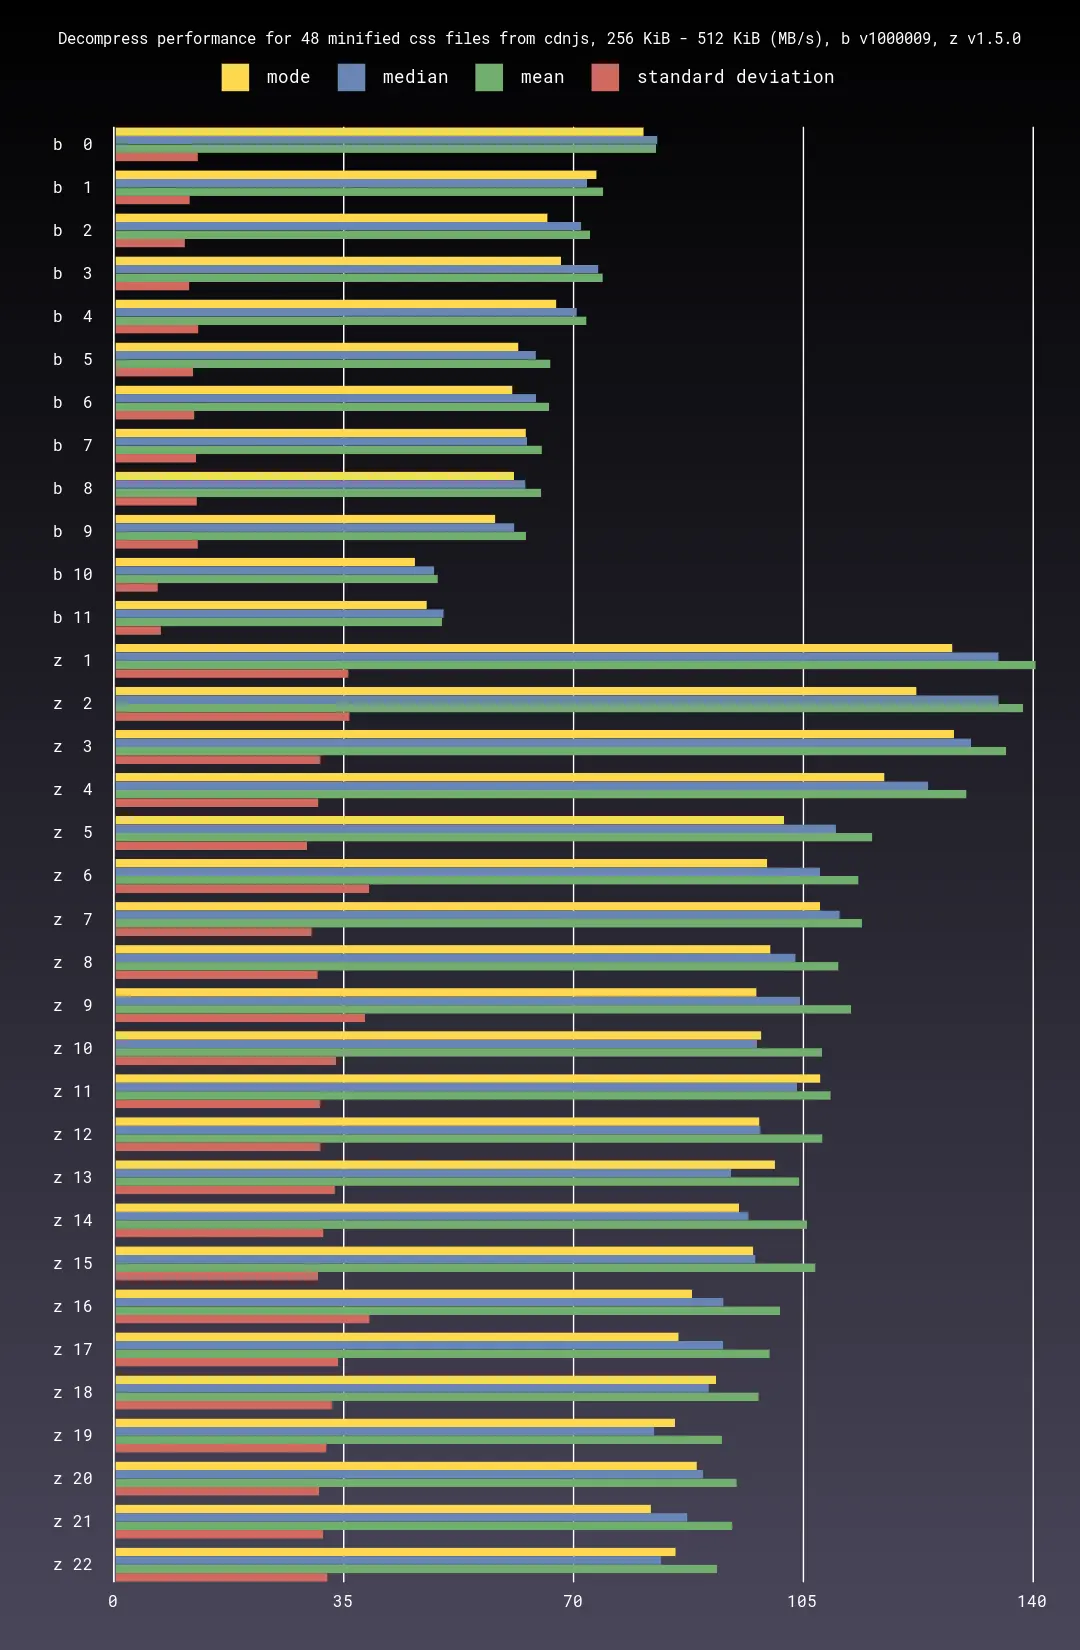 Decompress performance for 48 minified css files from cdnjs, 256 KiB - 512 KiB (MB/s), b v1000009, z v1.5.0
mode median mean standard deviation
b 0
b 1
b 2
b 3
b 4
b 5
b 6
b 7
b 8
b 9
b 10
b 11
z 1
z 2
z 3
z 4
z 5
z 6
z 7
z 8
z 9
z 10
z 11
z 12
z 13
z 14
z 15
z 16
z 17
z 18
z 19
z 20
z 21
z 22
0 35 70 105 140